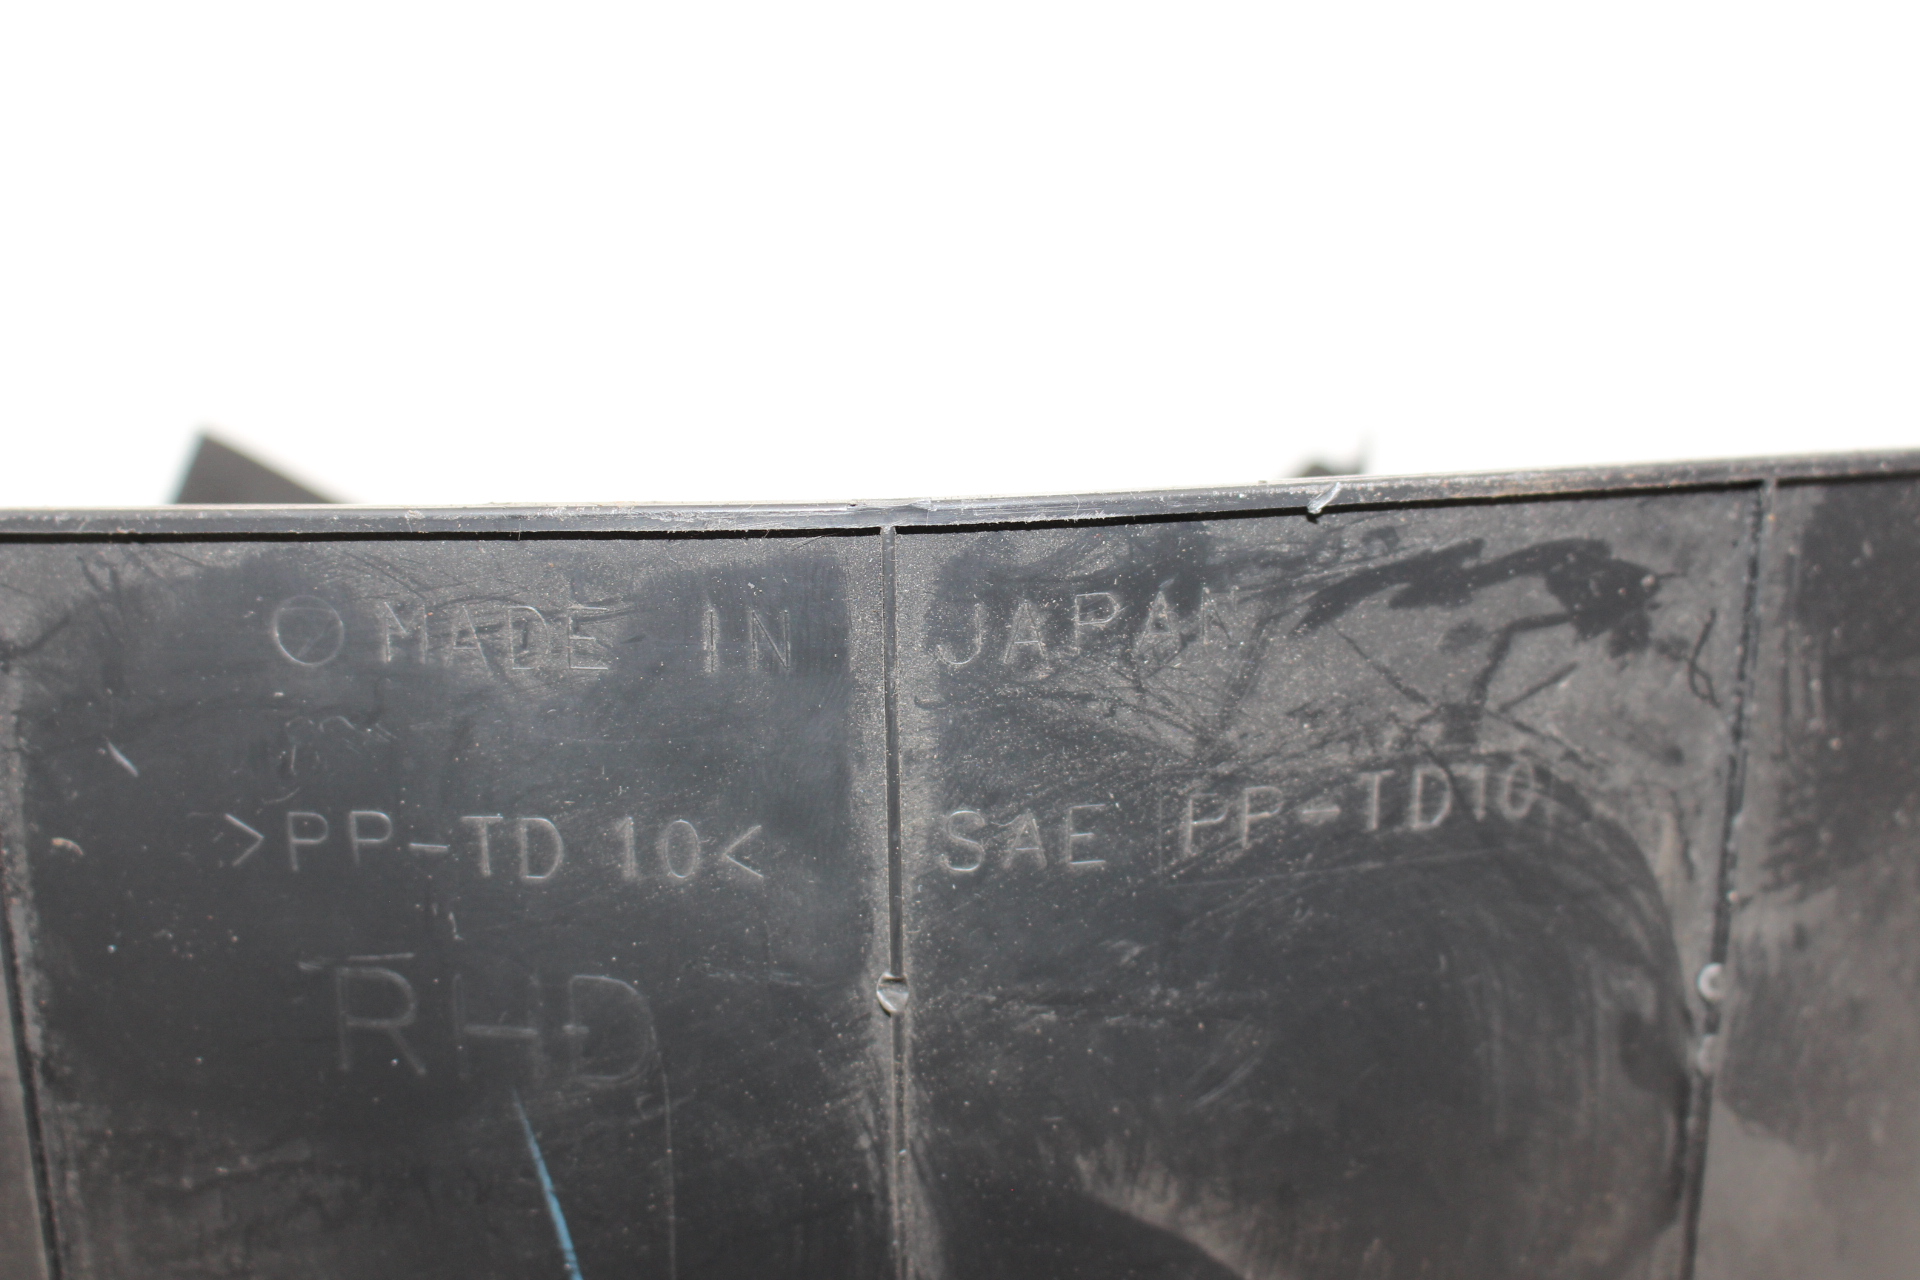 MADE IN JAPAN
>PP-TD10< SAE PP-TD10
RHD